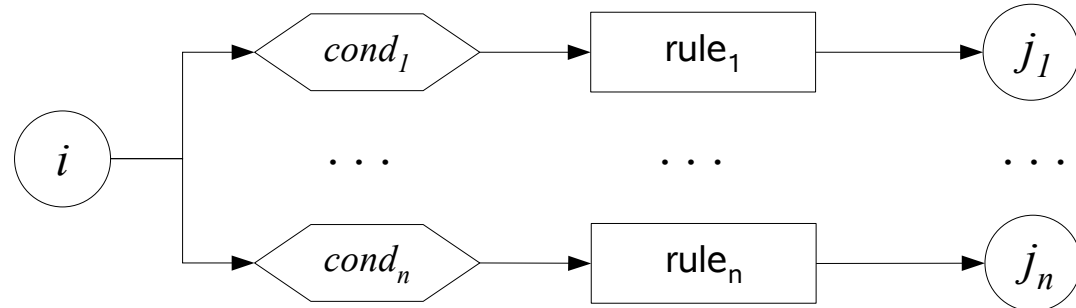 cond₁ rule₁ j₁
i . . . . . . . . .
condₙ ruleₙ jₙ